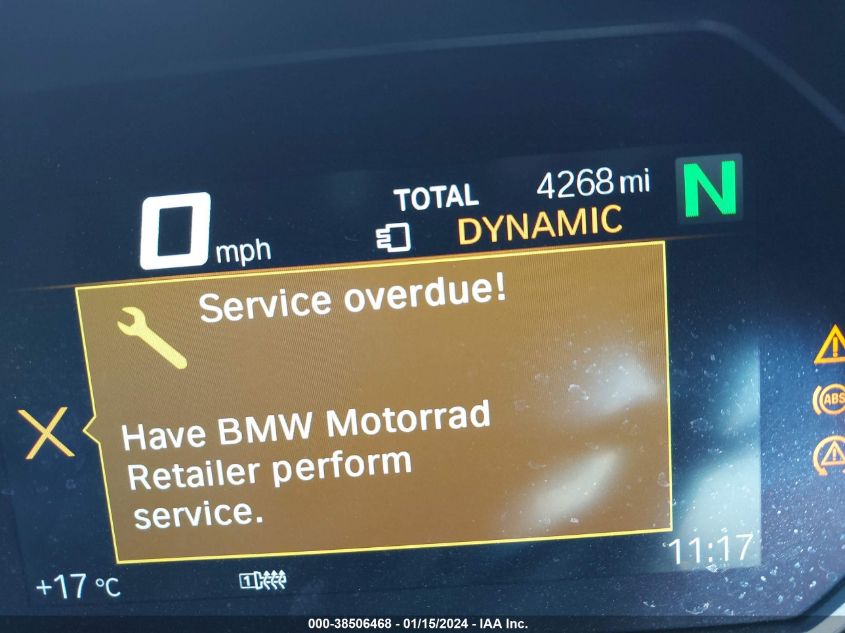 TOTAL 4268 mi N
0 mph DYNAMIC
Service overdue!
Have BMW Motorrad
Retailer perform
service.
ABS
11:17
+17 °C 1
000-38506468 - 01/15/2024 - IAA Inc.